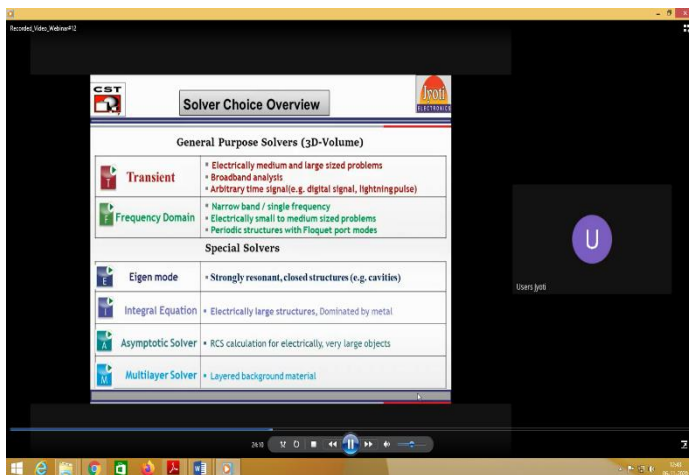 Recorded_Video_Webinar#12
CST
Solver Choice Overview
Jyoti
ELECTRONICS
General Purpose Solvers (3D-Volume)
T
Transient
▫ Electrically medium and large sized problems
▫ Broadband analysis
▫ Arbitrary time signal(e.g. digital signal, lightningpulse)
F
Frequency Domain
▫ Narrow band / single frequency
▫ Electrically small to medium sized problems
▫ Periodic structures with Floquet port modes
Special Solvers
E
Eigen mode
▫ Strongly resonant, closed structures (e.g. cavities)
I
Integral Equation
▫ Electrically large structures, Dominated by metal
A
Asymptotic Solver
▫ RCS calculation for electrically, very large objects
M
Multilayer Solver
▫ Layered background material
U
Users Jyoti
24:10